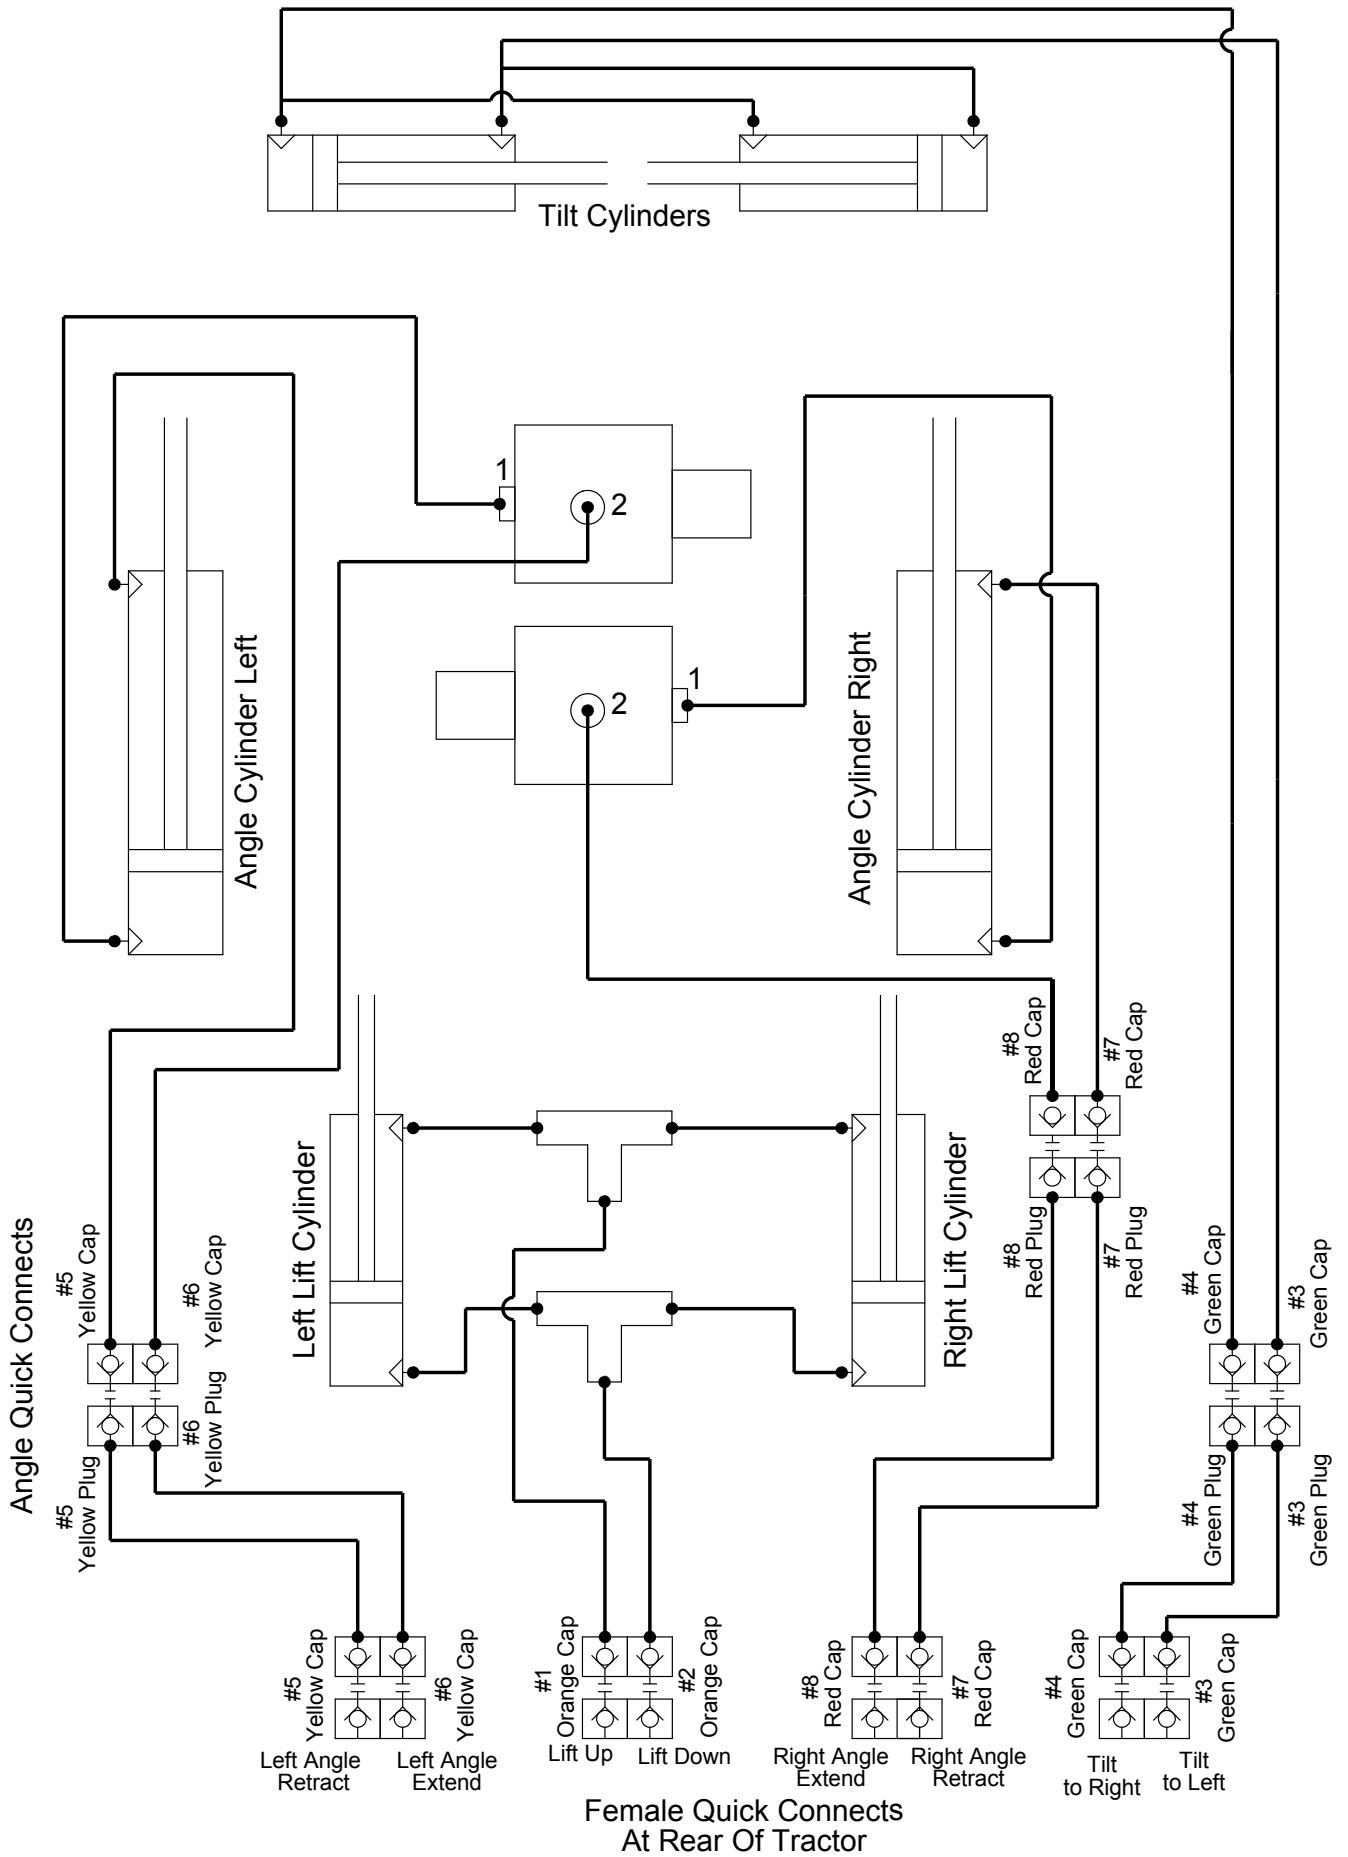 Tilt Cylinders
1
2
1
2
Angle Cylinder Left
Angle Cylinder Right
#8
Red Cap
#7
Red Cap
Left Lift Cylinder
Right Lift Cylinder
#8
Red Plug
#7
Red Plug
Angle Quick Connects
#5
Yellow Cap
#6
Yellow Cap
#4
Green Cap
#3
Green Cap
#5
Yellow Plug
#6
Yellow Plug
#4
Green Plug
#3
Green Plug
#5
Yellow Cap
#6
Yellow Cap
#1
Orange Cap
#2
Orange Cap
#8
Red Cap
#7
Red Cap
#4
Green Cap
#3
Green Cap
Left Angle
Retract
Left Angle
Extend
Lift Up
Lift Down
Right Angle
Extend
Right Angle
Retract
Tilt
to Right
Tilt
to Left
Female Quick Connects
At Rear Of Tractor